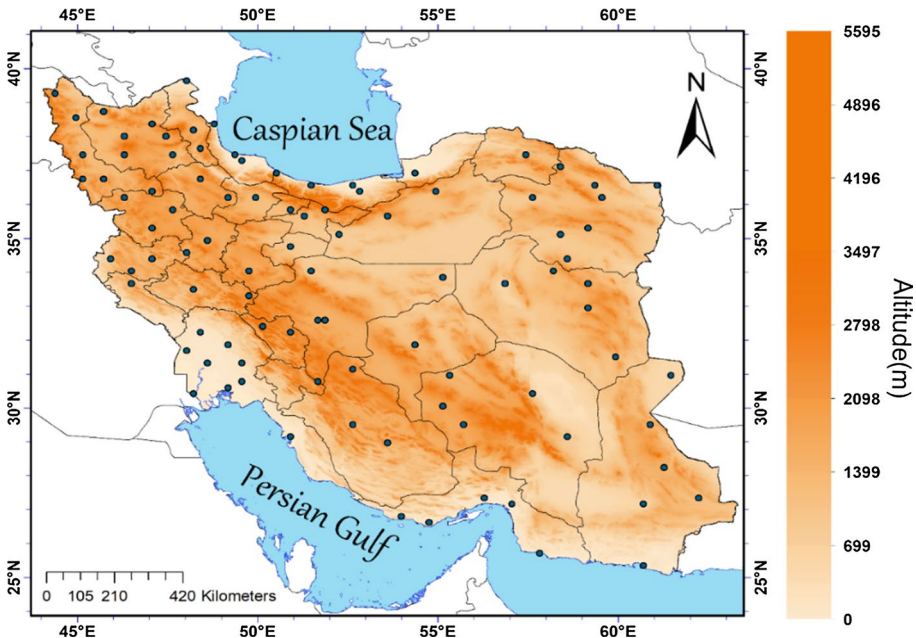 45°E 50°E 55°E 60°E
40°N
35°N
30°N
25°N
40°N
35°N
30°N
25°N
N
Caspian Sea
Persian Gulf
0 105 210 420 Kilometers
45°E 50°E 55°E 60°E
5595
4896
4196
3497
2798
2098
1399
699
0
Altitude(m)